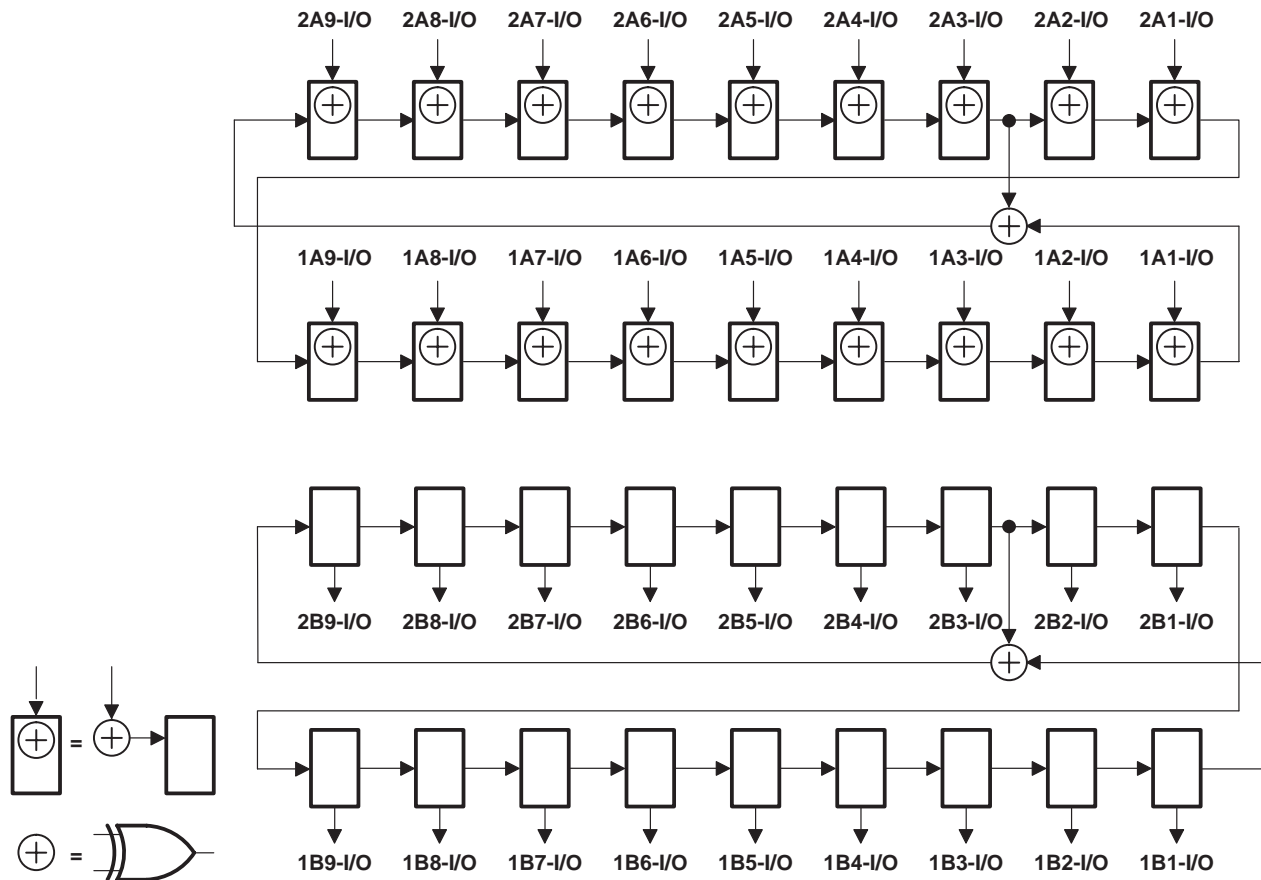 2A9-I/O 2A8-I/O 2A7-I/O 2A6-I/O 2A5-I/O 2A4-I/O 2A3-I/O 2A2-I/O 2A1-I/O
1A9-I/O 1A8-I/O 1A7-I/O 1A6-I/O 1A5-I/O 1A4-I/O 1A3-I/O 1A2-I/O 1A1-I/O
2B9-I/O 2B8-I/O 2B7-I/O 2B6-I/O 2B5-I/O 2B4-I/O 2B3-I/O 2B2-I/O 2B1-I/O
=
=
1B9-I/O 1B8-I/O 1B7-I/O 1B6-I/O 1B5-I/O 1B4-I/O 1B3-I/O 1B2-I/O 1B1-I/O